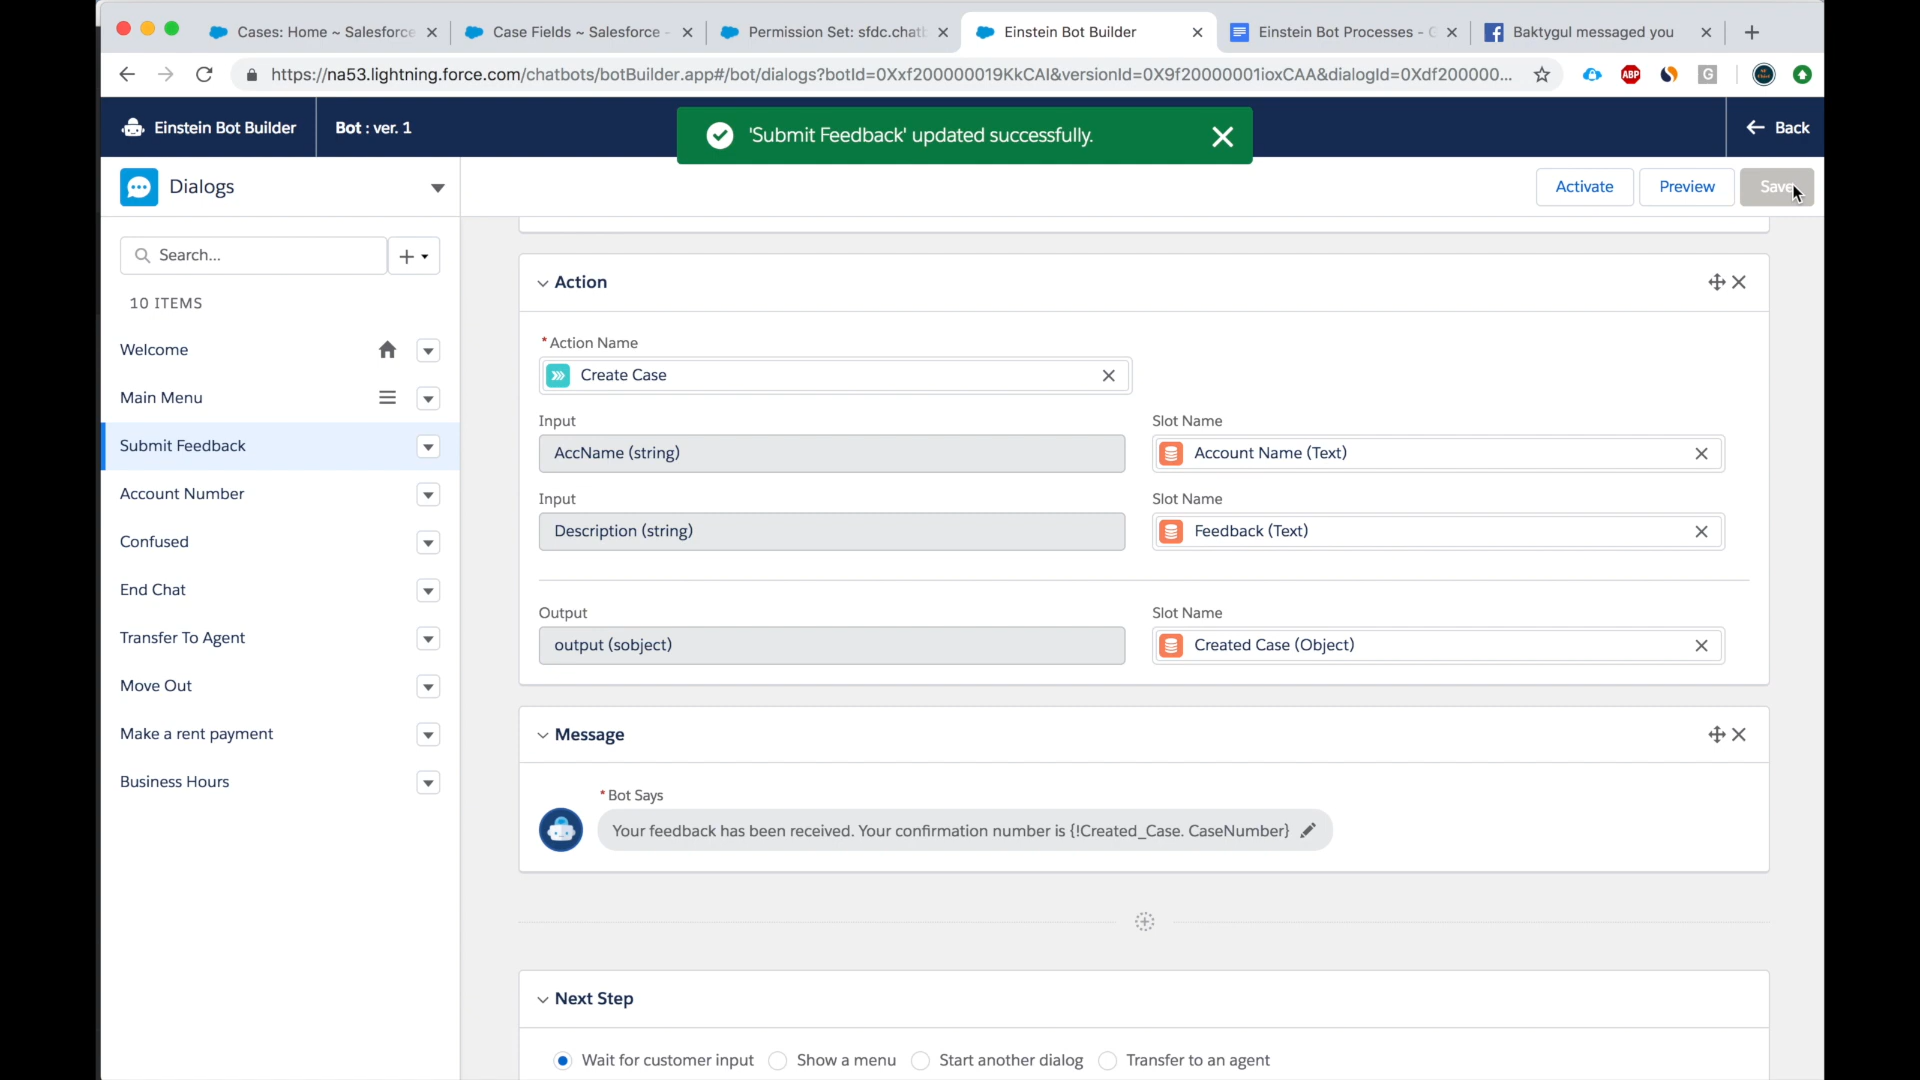 Cases: Home ~ Salesforce
Case Fields ~ Salesforce -
Permission Set: sfdc.chatb
Einstein Bot Builder
Einstein Bot Processes - G
Baktygul messaged you
https://na53.lightning.force.com/chatbots/botBuilder.app#/bot/dialogs?botId=0Xxf200000019KkCAI&versionId=0X9f20000001ioxCAA&dialogId=0Xdf200000...
ABP
G
Einstein Bot Builder
Bot : ver. 1
'Submit Feedback' updated successfully.
Back
Dialogs
Activate
Preview
Save
Search...
10 ITEMS
Welcome
Main Menu
Submit Feedback
Account Number
Confused
End Chat
Transfer To Agent
Move Out
Make a rent payment
Business Hours
Action
* Action Name
Create Case
Input
Slot Name
AccName (string)
Account Name (Text)
Input
Slot Name
Description (string)
Feedback (Text)
Output
Slot Name
output (sobject)
Created Case (Object)
Message
* Bot Says
Your feedback has been received. Your confirmation number is {!Created_Case. CaseNumber}
Next Step
Wait for customer input
Show a menu
Start another dialog
Transfer to an agent